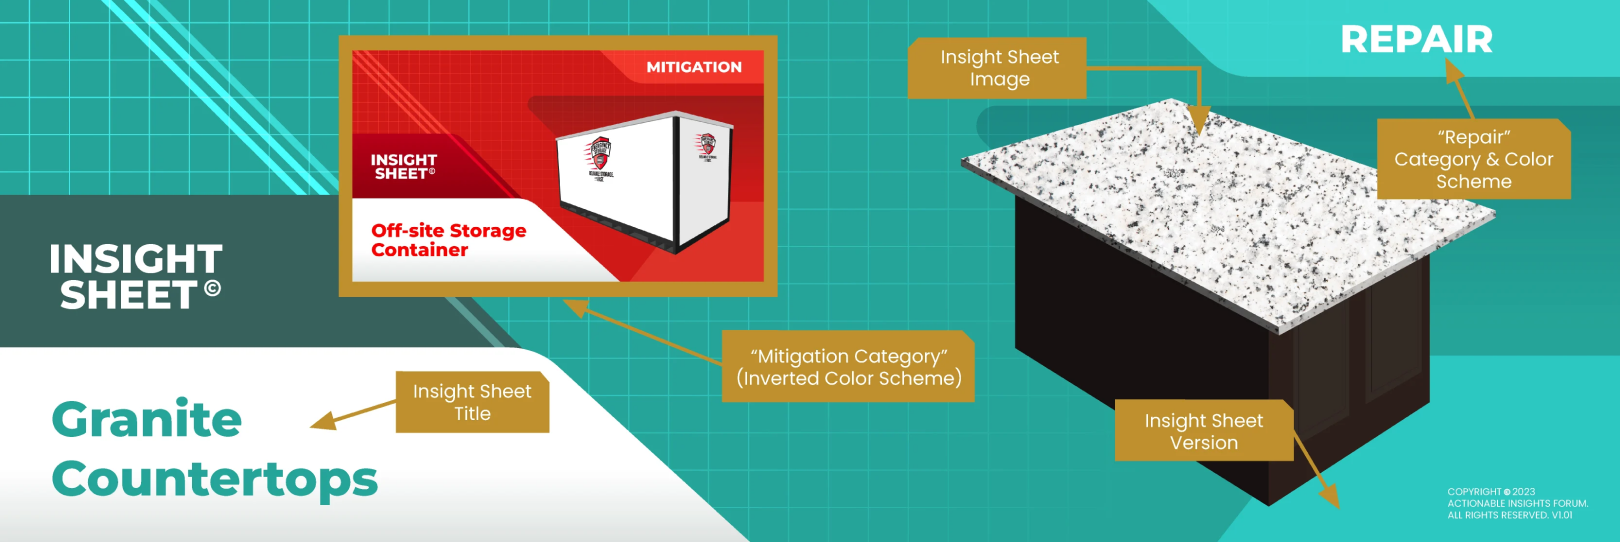 REPAIR
Insight Sheet
Image
“Repair”
Category & Color
Scheme
MITIGATION
INSIGHT
SHEET©
Off-site Storage
Container
INSIGHT
SHEET©
“Mitigation Category”
(Inverted Color Scheme)
Insight Sheet
Title
Granite
Countertops
Insight Sheet
Version
COPYRIGHT © 2023
ACTIONABLE INSIGHTS FORUM.
ALL RIGHTS RESERVED. V1.01